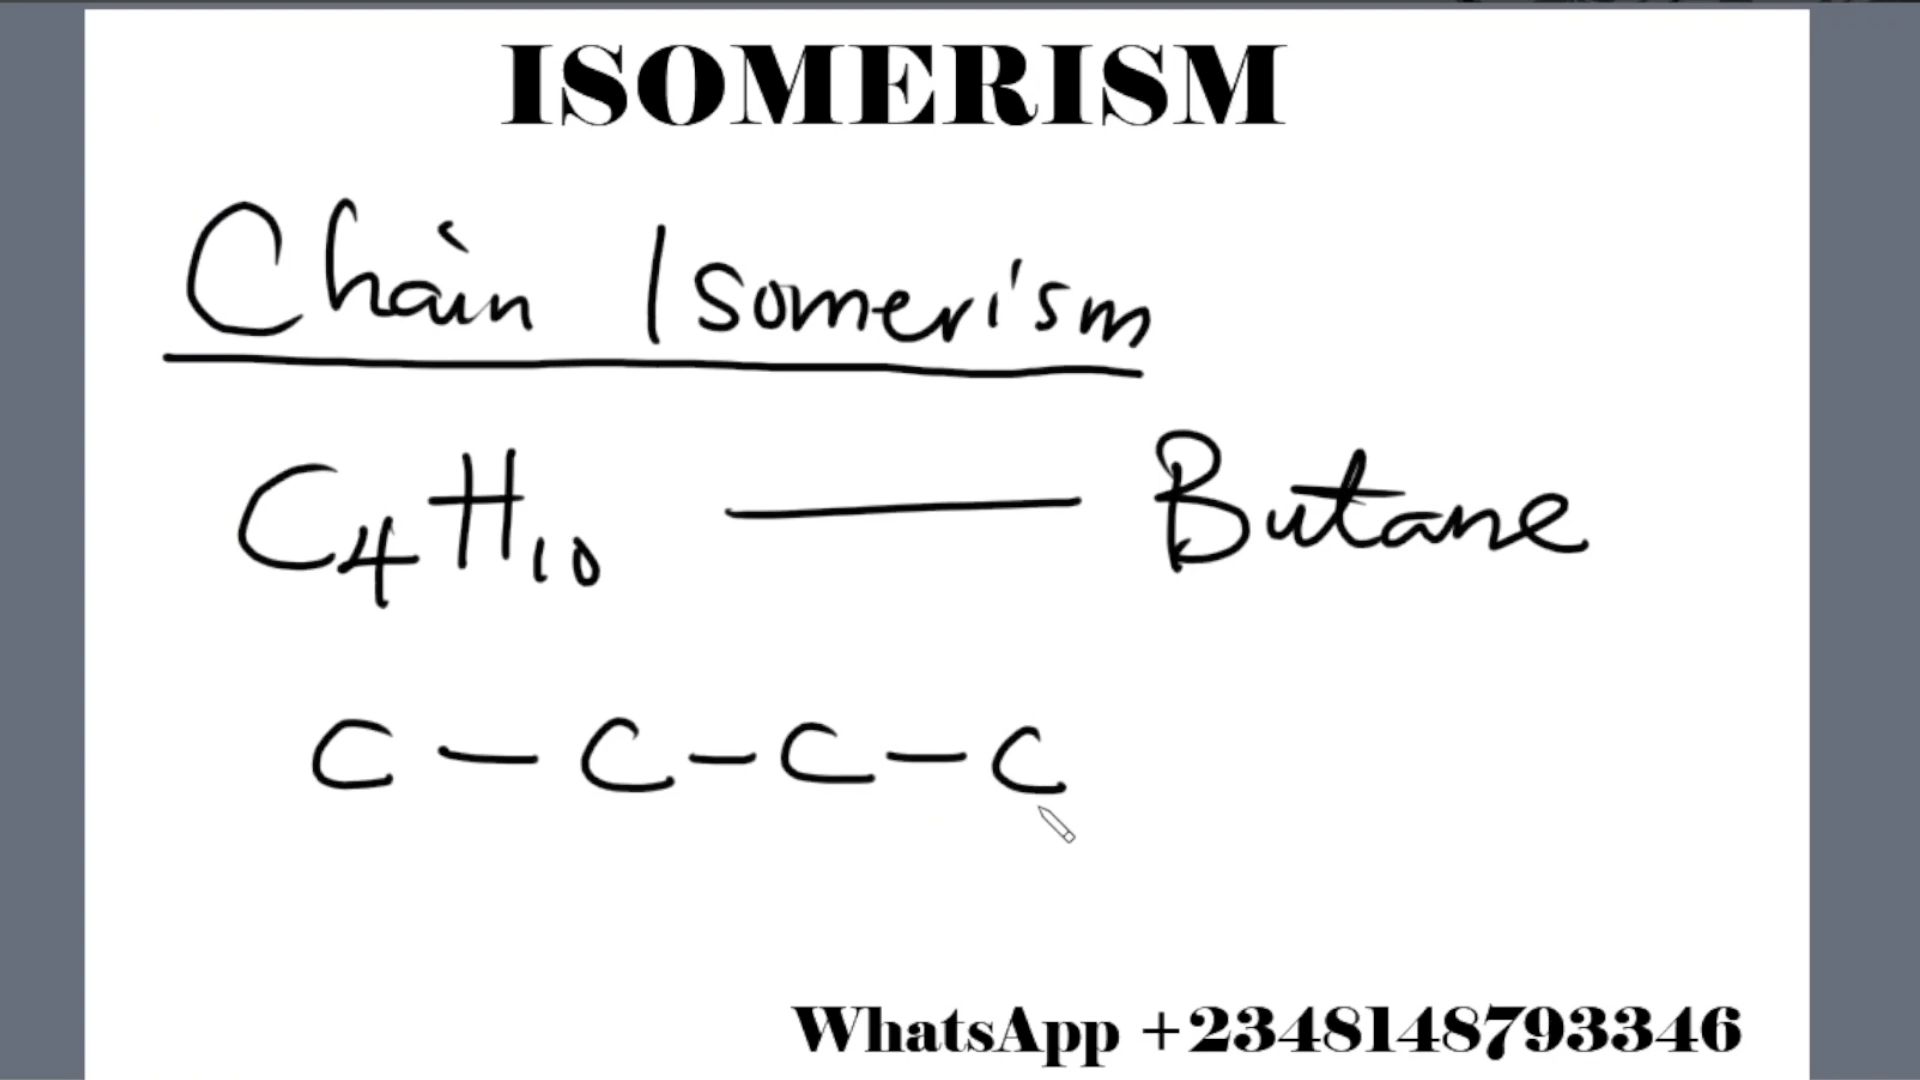 ISOMERISM
Chain Isomerism
C₄H₁₀ — Butane
C - C - C - C
WhatsApp +2348148793346